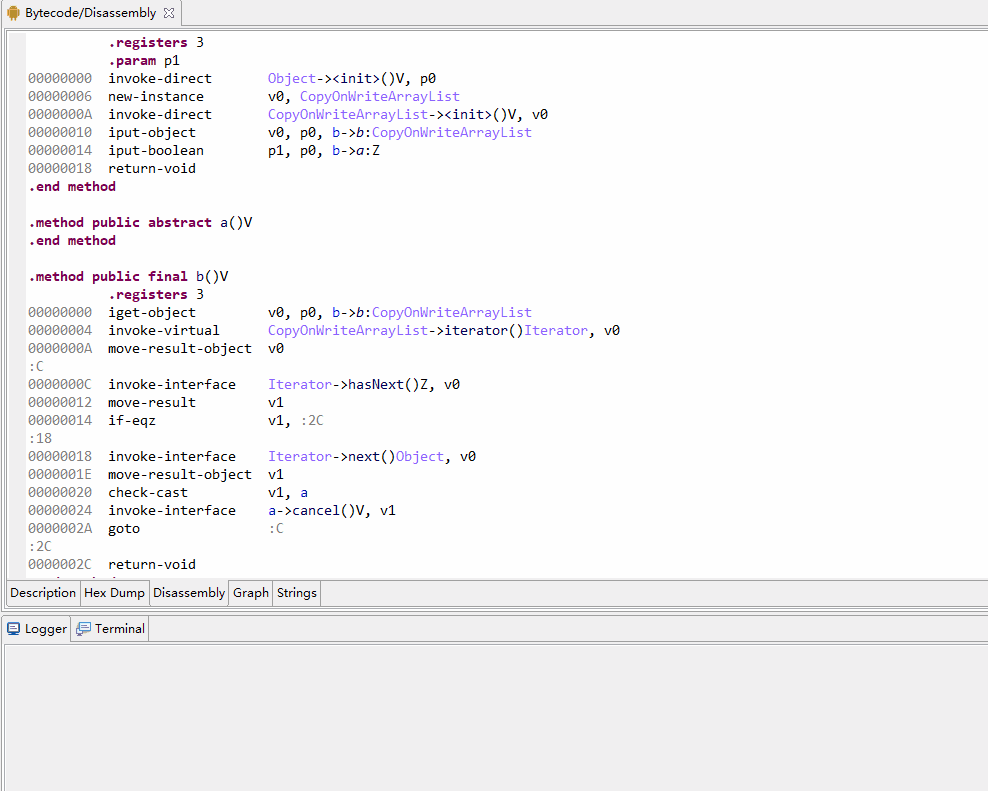 Bytecode/Disassembly
.registers 3
.param p1
00000000 invoke-direct Object-><init>()V, p0
00000006 new-instance v0, CopyOnWriteArrayList
0000000A invoke-direct CopyOnWriteArrayList-><init>()V, v0
00000010 iput-object v0, p0, b->b:CopyOnWriteArrayList
00000014 iput-boolean p1, p0, b->a:Z
00000018 return-void
.end method
.method public abstract a()V
.end method
.method public final b()V
.registers 3
00000000 iget-object v0, p0, b->b:CopyOnWriteArrayList
00000004 invoke-virtual CopyOnWriteArrayList->iterator()Iterator, v0
0000000A move-result-object v0
:C
0000000C invoke-interface Iterator->hasNext()Z, v0
00000012 move-result v1
00000014 if-eqz v1, :2C
:18
00000018 invoke-interface Iterator->next()Object, v0
0000001E move-result-object v1
00000020 check-cast v1, a
00000024 invoke-interface a->cancel()V, v1
0000002A goto :C
:2C
0000002C return-void
Description Hex Dump Disassembly Graph Strings
Logger Terminal